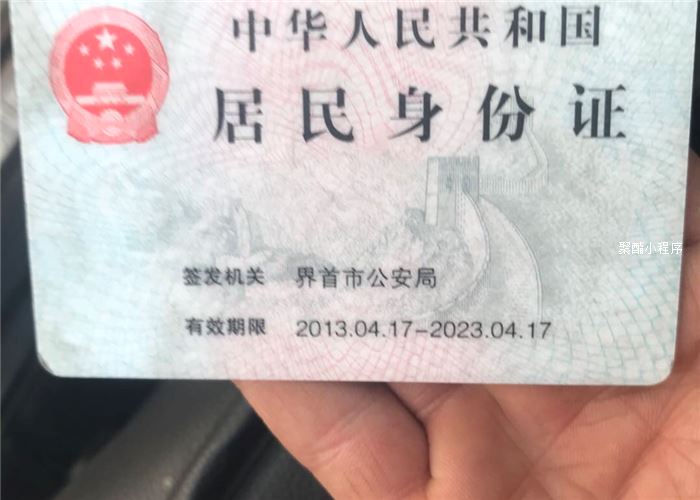 中华人民共和国
居民身份证
聚酷小程序
签发机关 界首市公安局
有效期限 2013.04.17-2023.04.17